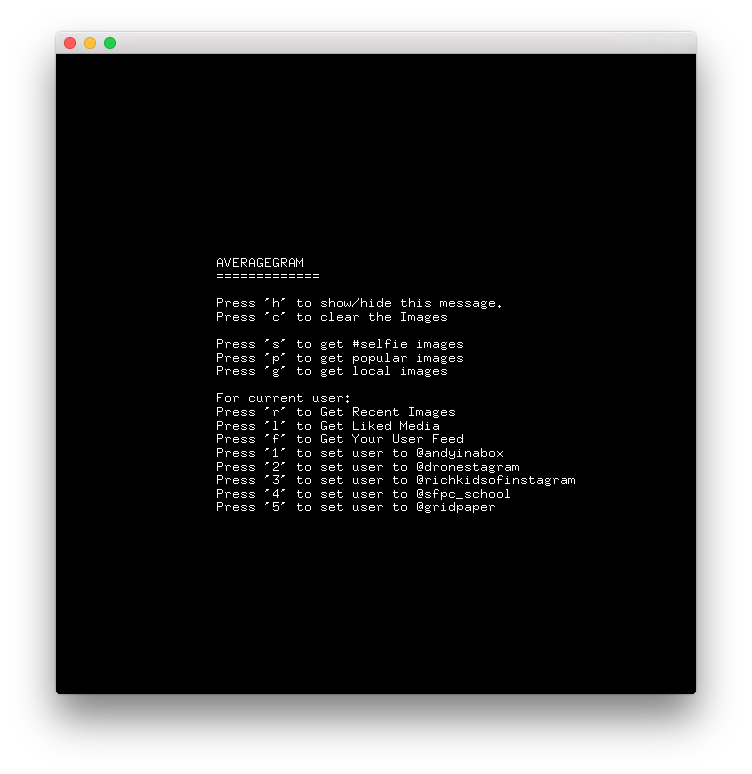 AVERAGEGRAM
=============
Press 'h' to show/hide this message.
Press 'c' to clear the Images
Press 's' to get #selfie images
Press 'p' to get popular images
Press 'g' to get local images
For current user:
Press 'r' to Get Recent Images
Press 'l' to Get Liked Media
Press 'f' to Get Your User Feed
Press '1' to set user to @andyinabox
Press '2' to set user to @dronestagram
Press '3' to set user to @richkidsofinstagram
Press '4' to set user to @sfpc_school
Press '5' to set user to @gridpaper